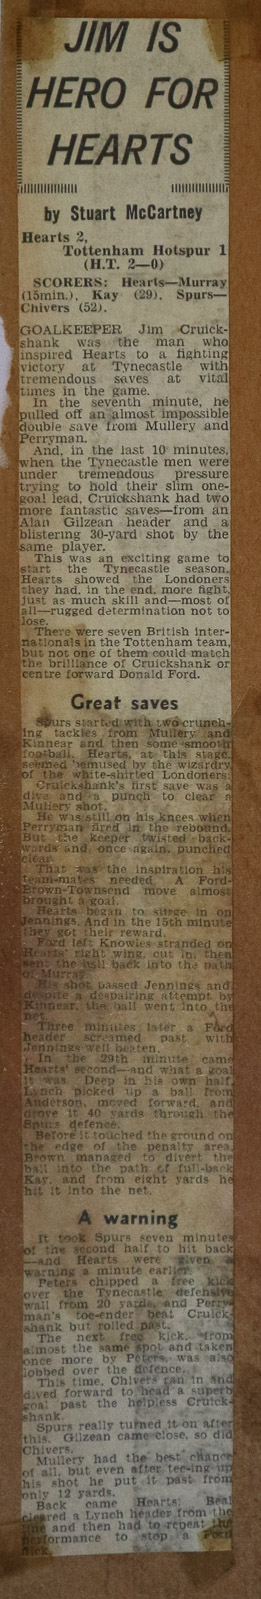 JIM IS
HERO FOR
HEARTS
by Stuart McCartney
Hearts 2,
Tottenham Hotspur 1
(H.T. 2—0)
SCORERS: Hearts—Murray
(15min.), Kay (29). Spurs—
Chivers (52).
GOALKEEPER Jim Cruick-
shank was the man who
inspired Hearts to a fighting
victory at Tynecastle with
tremendous saves at vital
times in the game.
In the seventh minute, he
pulled off an almost impossible
double save from Mullery and
Perryman.
And, in the last 10 minutes,
when the Tynecastle men were
under tremendous pressure
trying to hold their slim one-
goal lead, Cruickshank had two
more fantastic saves—from an
Alan Gilzean header and a
blistering 30-yard shot by the
same player.
This was an exciting game to
start the Tynecastle season.
Hearts showed the Londoners
they had, in the end, more fight,
just as much skill and—most of
all—rugged determination not to
lose.
There were seven British inter-
nationals in the Tottenham team,
but not one of them could match
the brilliance of Cruickshank or
centre forward Donald Ford.
Great saves
Spurs started with two crunch-
ing tackles from Mullery and
Kinnear and then some smooth
football. Hearts, at this stage,
seemed bemused by the wizardry
of the white-shirted Londoners.
Cruickshank's first save was a
dive and a punch to clear a
Mullery shot.
He was still on his knees when
Perryman fired in the rebound.
But the keeper twisted back-
wards and, once again, punched
clear.
That was the inspiration his
team-mates needed. A Ford-
Brown-Townsend move almost
brought a goal.
Hearts began to surge in on
Jennings. And in the 15th minute
they got their reward.
Ford left Knowles stranded on
Hearts' right wing, cut in, then
sent the ball back into the path
of Murray.
His shot passed Jennings and,
despite a despairing attempt by
Kinnear, the ball went into the
net.
Three minutes later a Ford
header screamed past with
Jennings well beaten.
In the 29th minute came
Hearts' second—and what a goal
it was. Deep in his own half,
Lynch picked up a ball from
Anderson, moved forward, and
drove it 40 yards through the
Spurs defence.
Before it touched the ground on
the edge of the penalty area,
Brown managed to divert the
ball into the path of full-back
Kay, and from eight yards he
hit it into the net.
A warning
It took Spurs seven minutes
of the second half to hit back
—and Hearts were given a
warning a minute earlier.
Peters chipped a free kick
over the Tynecastle defensive
wall from 20 yards, and Perry-
man's toe-ender beat Cruick-
shank but rolled past.
The next free kick, from
almost the same spot and taken
once more by Peters, was also
lobbed over the defence.
This time, Chivers ran in and
dived forward to head a superb
goal past the helpless Cruick-
shank.
Spurs really turned it on after
this. Gilzean came close, so did
Chivers.
Mullery had the best chance
of all, but even after tee-ing up
his shot he put it past from
only 12 yards.
Back came Hearts. Beal
cleared a Lynch header from the
line and then had to repeat the
performance to stop a Ford